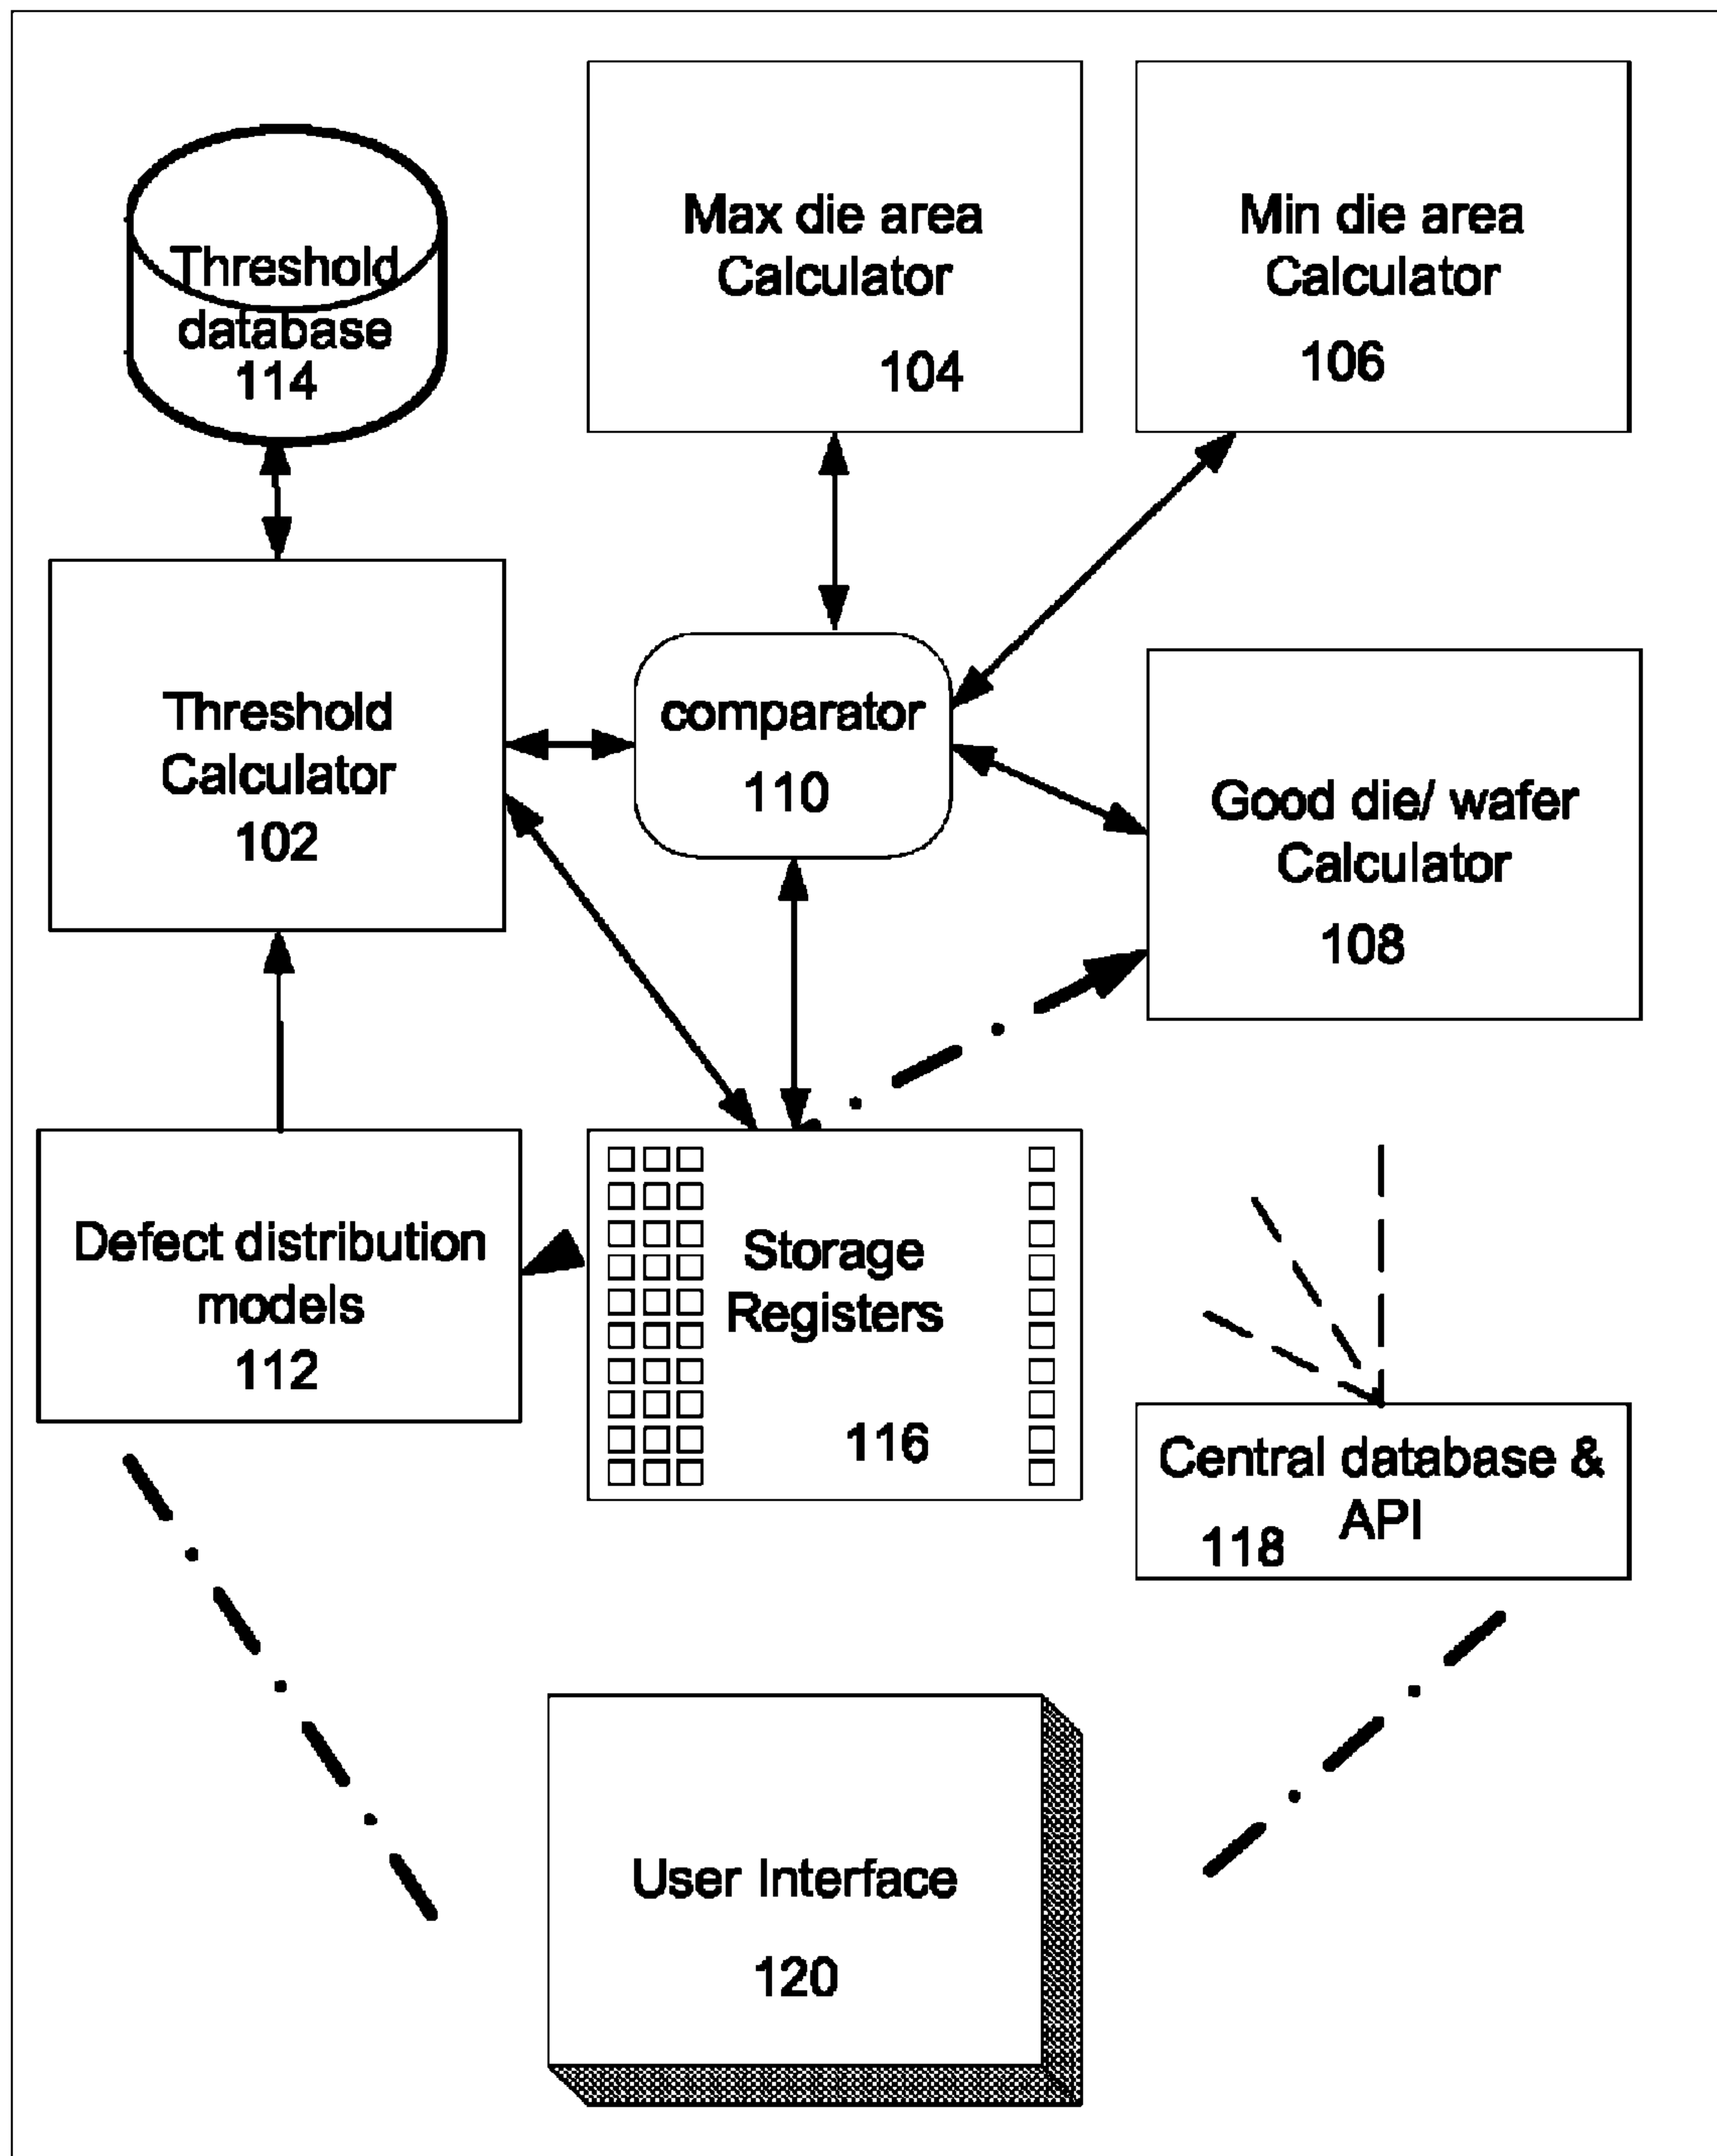 Threshold
database
114
Max die area
Calculator
104
Min die area
Calculator
106
Threshold
Calculator
102
comparator
110
Good die/ wafer
Calculator
108
Defect distribution
models
112
Storage
Registers
116
Central database &
API
118
User Interface
120